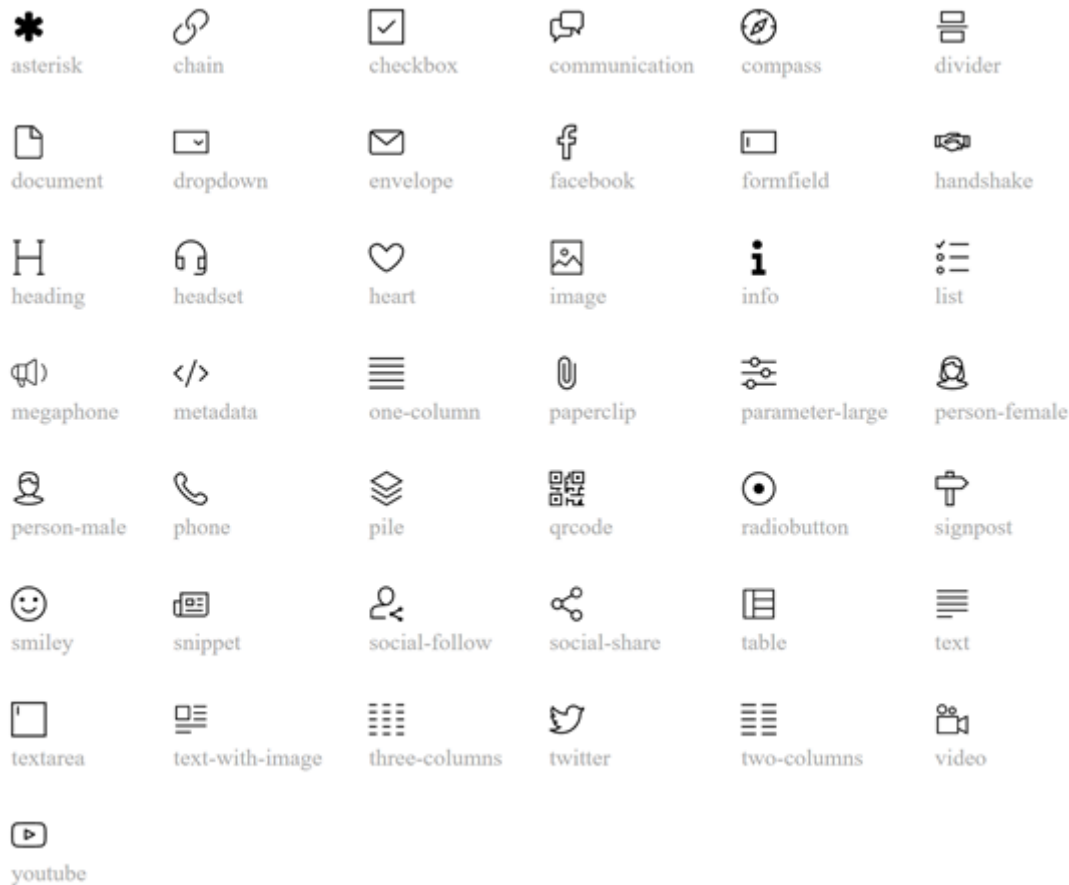 asterisk chain checkbox communication compass divider
document dropdown envelope facebook formfield handshake
heading headset heart image info list
megaphone metadata one-column paperclip parameter-large person-female
person-male phone pile qrcode radiobutton signpost
smiley snippet social-follow social-share table text
textarea text-with-image three-columns twitter two-columns video
youtube